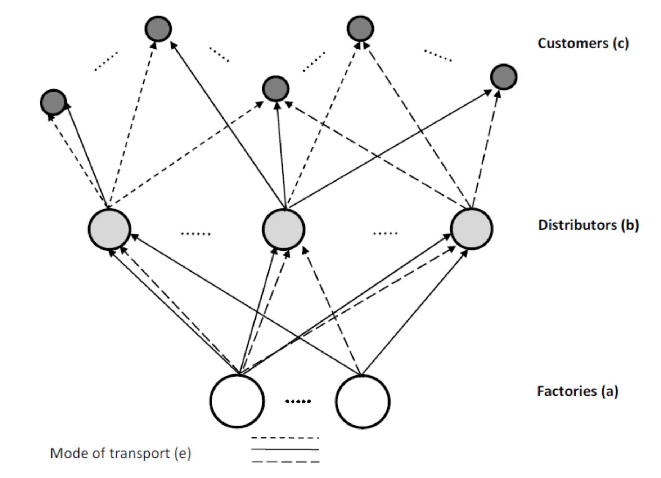 Customers (c)
Distributors (b)
Factories (a)
Mode of transport (e)